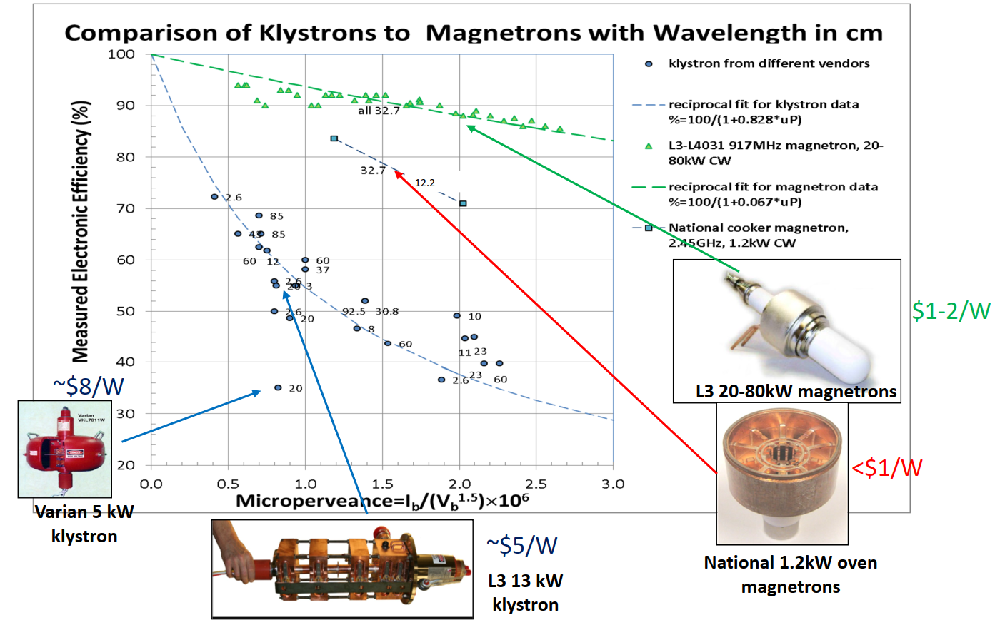 Comparison of Klystrons to Magnetrons with Wavelength in cm
Measured Electronic Efficiency (%)
100
90
80
70
60
50
40
30
20
0.0
0.5
1.0
1.5
2.0
2.5
3.0
Microperveance=Ib/(Vb1.5)×106
all 32.7
32.7
12.2
2.6
85
43
85
60
12
60
37
2.6
20
3
2.6
20
92.5
30.8
8
60
10
11
23
23
60
2.6
20
klystron from different vendors
reciprocal fit for klystron data
%=100/(1+0.828*uP)
L3-L4031 917MHz magnetron, 20-
80kW CW
reciprocal fit for magnetron data
%=100/(1+0.067*uP)
National cooker magnetron,
2.45GHz, 1.2kW CW
L3 20-80kW magnetrons
$1-2/W
<$1/W
National 1.2kW oven
magnetrons
~$8/W
Varian
VKL7811W
Varian 5 kW
klystron
~$5/W
L3 13 kW
klystron